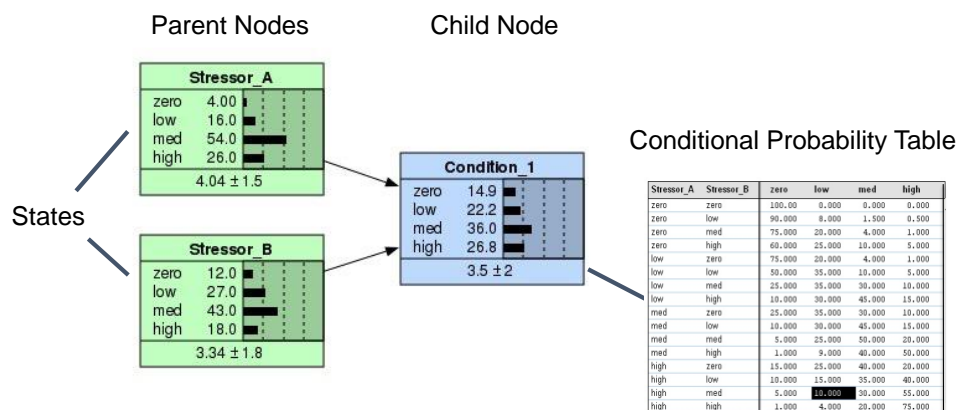 Parent Nodes
Child Node
Stressor_A
zero 4.00
low 16.0
med 54.0
high 26.0
4.04 ± 1.5
States
Stressor_B
zero 12.0
low 27.0
med 43.0
high 18.0
3.34 ± 1.8
Condition_1
zero 14.9
low 22.2
med 36.0
high 26.8
3.5 ± 2
Conditional Probability Table
Stressor_A Stressor_B zero low med high
zero zero 100.00 0.000 0.000 0.000
zero low 90.000 8.000 1.500 0.500
zero med 75.000 20.000 4.000 1.000
zero high 60.000 25.000 10.000 5.000
low zero 75.000 20.000 4.000 1.000
low low 50.000 35.000 10.000 5.000
low med 25.000 35.000 30.000 10.000
low high 10.000 30.000 45.000 15.000
med zero 25.000 35.000 30.000 10.000
med low 10.000 30.000 45.000 15.000
med med 5.000 25.000 50.000 20.000
med high 1.000 9.000 40.000 50.000
high zero 15.000 25.000 40.000 20.000
high low 10.000 15.000 35.000 40.000
high med 5.000 10.000 30.000 55.000
high high 1.000 4.000 20.000 75.000